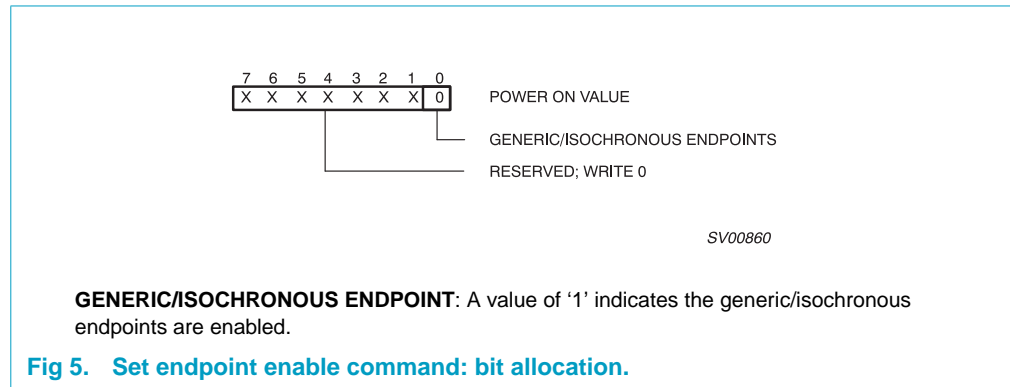 7 6 5 4 3 2 1 0
X X X X X X X 0 POWER ON VALUE
GENERIC/ISOCHRONOUS ENDPOINTS
RESERVED; WRITE 0
SV00860
GENERIC/ISOCHRONOUS ENDPOINT: A value of ‘1’ indicates the generic/isochronous
endpoints are enabled.
Fig 5. Set endpoint enable command: bit allocation.